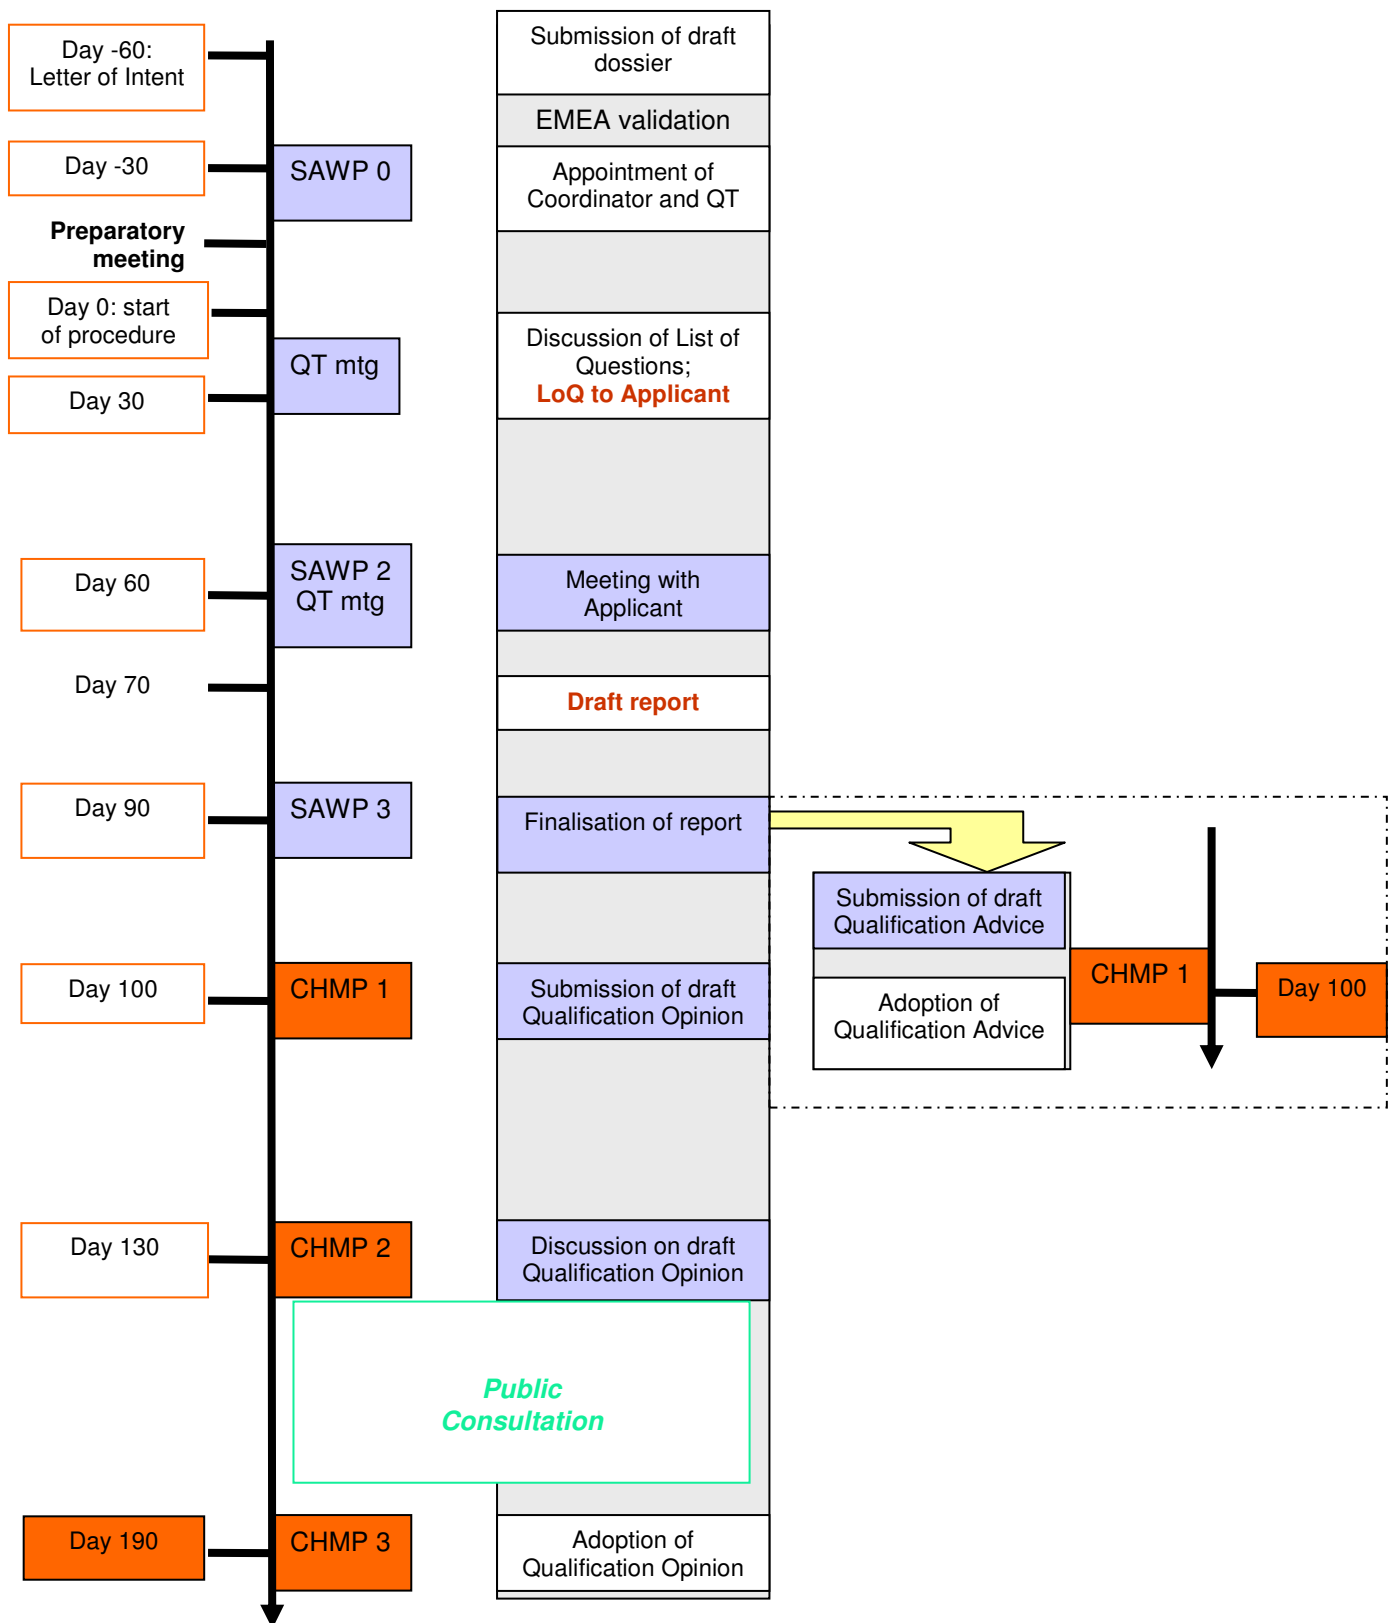 Day -60:
Letter of Intent
Submission of draft
dossier
EMEA validation
Day -30
SAWP 0
Appointment of
Coordinator and QT
Preparatory
meeting
Day 0: start
of procedure
QT mtg
Discussion of List of
Questions;
LoQ to Applicant
Day 30
Day 60
SAWP 2
QT mtg
Meeting with
Applicant
Day 70
Draft report
Day 90
SAWP 3
Finalisation of report
Submission of draft
Qualification Advice
Day 100
CHMP 1
Submission of draft
Qualification Opinion
Adoption of
Qualification Advice
CHMP 1
Day 100
Day 130
CHMP 2
Discussion on draft
Qualification Opinion
Public
Consultation
Day 190
CHMP 3
Adoption of
Qualification Opinion